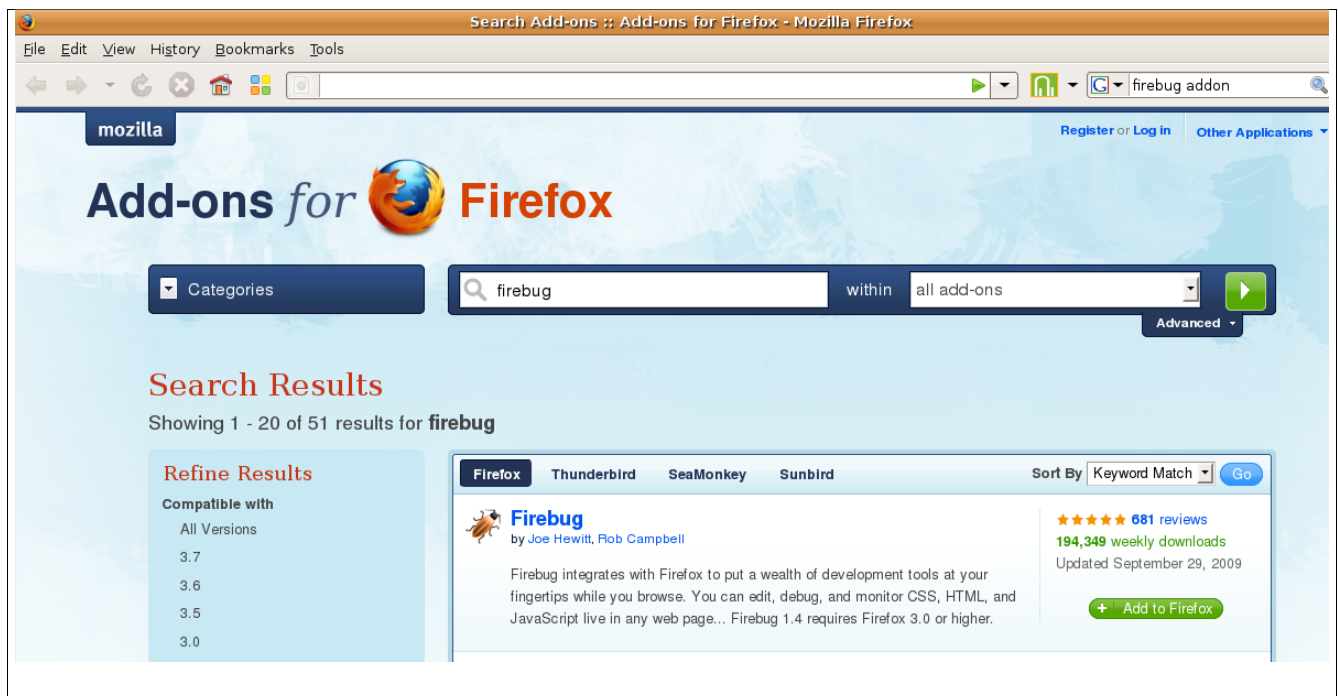 Search Add-ons :: Add-ons for Firefox - Mozilla Firefox
File Edit View History Bookmarks Tools
firebug addon
mozilla
Register or Log in
Other Applications
Add-ons for Firefox
Categories
firebug
within
all add-ons
Advanced
Search Results
Showing 1 - 20 of 51 results for firebug
Refine Results
Compatible with
All Versions
3.7
3.6
3.5
3.0
Firefox Thunderbird SeaMonkey Sunbird
Sort By Keyword Match Go
Firebug
by Joe Hewitt, Rob Campbell
Firebug integrates with Firefox to put a wealth of development tools at your
fingertips while you browse. You can edit, debug, and monitor CSS, HTML, and
JavaScript live in any web page... Firebug 1.4 requires Firefox 3.0 or higher.
681 reviews
194,349 weekly downloads
Updated September 29, 2009
+ Add to Firefox